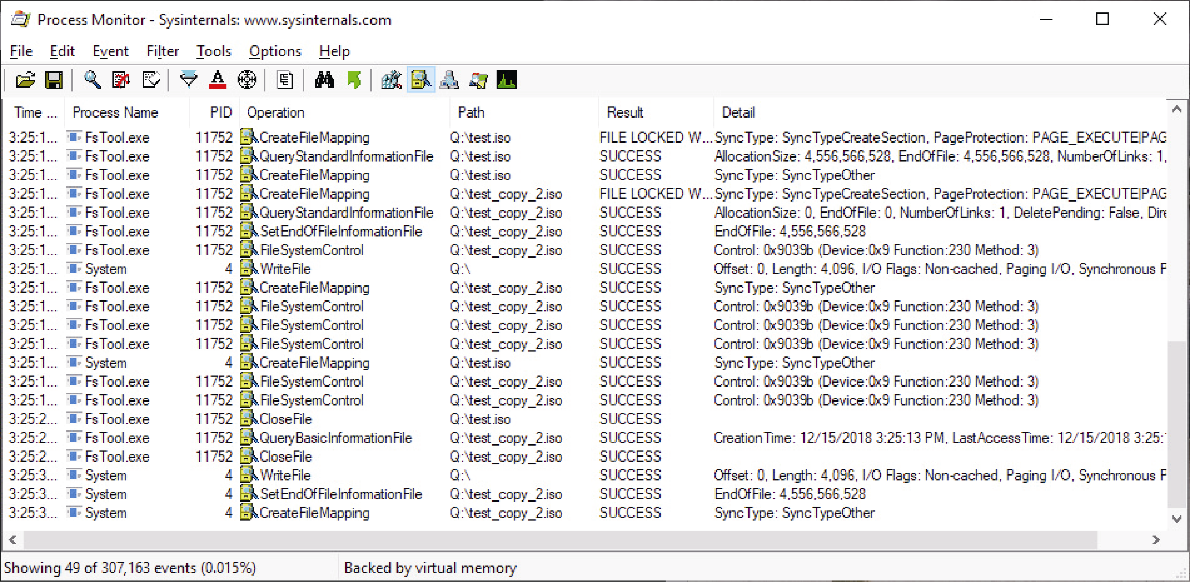 Process Monitor - Sysinternals: www.sysinternals.com
File Edit Event Filter Tools Options Help
Time ... Process Name PID Operation Path Result Detail
3:25:1... FsTool.exe 11752 CreateFileMapping Q:\test.iso FILE LOCKED W... SyncType: SyncTypeCreateSection, PageProtection: PAGE_EXECUTE|PAG
3:25:1... FsTool.exe 11752 QueryStandardInformationFile Q:\test.iso SUCCESS AllocationSize: 4,556,566,528, EndOfFile: 4,556,566,528, NumberOfLinks: 1,
3:25:1... FsTool.exe 11752 CreateFileMapping Q:\test.iso SUCCESS SyncType: SyncTypeOther
3:25:1... FsTool.exe 11752 CreateFileMapping Q:\test_copy_2.iso FILE LOCKED W... SyncType: SyncTypeCreateSection, PageProtection: PAGE_EXECUTE|PAG
3:25:1... FsTool.exe 11752 QueryStandardInformationFile Q:\test_copy_2.iso SUCCESS AllocationSize: 0, EndOfFile: 0, NumberOfLinks: 1, DeletePending: False, Dire
3:25:1... FsTool.exe 11752 SetEndOfFileInformationFile Q:\test_copy_2.iso SUCCESS EndOfFile: 4,556,566,528
3:25:1... FsTool.exe 11752 FileSystemControl Q:\test_copy_2.iso SUCCESS Control: 0x9039b (Device:0x9 Function:230 Method: 3)
3:25:1... System 4 WriteFile Q:\ SUCCESS Offset: 0, Length: 4,096, I/O Flags: Non-cached, Paging I/O, Synchronous P
3:25:1... FsTool.exe 11752 CreateFileMapping Q:\test_copy_2.iso SUCCESS SyncType: SyncTypeOther
3:25:1... FsTool.exe 11752 FileSystemControl Q:\test_copy_2.iso SUCCESS Control: 0x9039b (Device:0x9 Function:230 Method: 3)
3:25:1... FsTool.exe 11752 FileSystemControl Q:\test_copy_2.iso SUCCESS Control: 0x9039b (Device:0x9 Function:230 Method: 3)
3:25:1... FsTool.exe 11752 FileSystemControl Q:\test_copy_2.iso SUCCESS Control: 0x9039b (Device:0x9 Function:230 Method: 3)
3:25:1... System 4 CreateFileMapping Q:\test.iso SUCCESS SyncType: SyncTypeOther
3:25:1... FsTool.exe 11752 FileSystemControl Q:\test_copy_2.iso SUCCESS Control: 0x9039b (Device:0x9 Function:230 Method: 3)
3:25:1... FsTool.exe 11752 FileSystemControl Q:\test_copy_2.iso SUCCESS Control: 0x9039b (Device:0x9 Function:230 Method: 3)
3:25:2... FsTool.exe 11752 CloseFile Q:\test.iso SUCCESS
3:25:2... FsTool.exe 11752 QueryBasicInformationFile Q:\test_copy_2.iso SUCCESS CreationTime: 12/15/2018 3:25:13 PM, LastAccessTime: 12/15/2018 3:25:
3:25:2... FsTool.exe 11752 CloseFile Q:\test_copy_2.iso SUCCESS
3:25:3... System 4 WriteFile Q:\ SUCCESS Offset: 0, Length: 4,096, I/O Flags: Non-cached, Paging I/O, Synchronous P
3:25:3... System 4 SetEndOfFileInformationFile Q:\test_copy_2.iso SUCCESS EndOfFile: 4,556,566,528
3:25:3... System 4 CreateFileMapping Q:\test_copy_2.iso SUCCESS SyncType: SyncTypeOther
Showing 49 of 307,163 events (0.015%) Backed by virtual memory